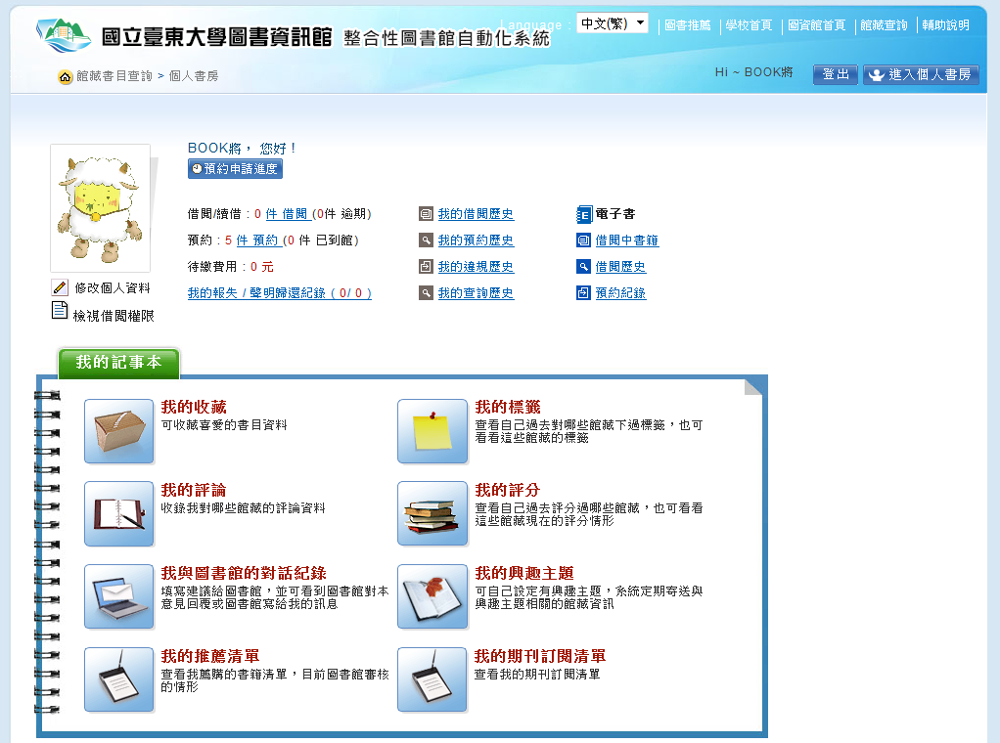 Language : 中文(繁)
圖書推薦 | 學校首頁 | 圖資館首頁 | 館藏查詢 | 輔助說明
國立臺東大學圖書資訊館 整合性圖書館自動化系統
館藏書目查詢 > 個人書房
Hi ~ BOOK將 登出 進入個人書房
BOOK將， 您好！
預約申請進度
借閱/續借 : 0 件 借閱 (0件 逾期)
我的借閱歷史
電子書
預約 : 5 件 預約 (0 件 已到館)
我的預約歷史
借閱中書籍
待繳費用 : 0 元
我的違規歷史
借閱歷史
我的報失 / 聲明歸還紀錄 ( 0/ 0 )
我的查詢歷史
預約紀錄
修改個人資料
檢視借閱權限
我的記事本
我的收藏
可收藏喜愛的書目資料
我的標籤
查看自己過去對哪些館藏下過標籤，也可
看看這些館藏的標籤
我的評論
收錄我對哪些館藏的評論資料
我的評分
查看自己過去評分過哪些館藏，也可看看
這些館藏現在的評分情形
我與圖書館的對話紀錄
填寫建議給圖書館，並可看到圖書館對本
意見回覆或圖書館寫給我的訊息
我的興趣主題
可自己設定有興趣主題，系統定期寄送與
興趣主題相關的館藏資訊
我的推薦清單
查看我薦購的書籍清單，目前圖書館審核
的情形
我的期刊訂閱清單
查看我的期刊訂閱清單